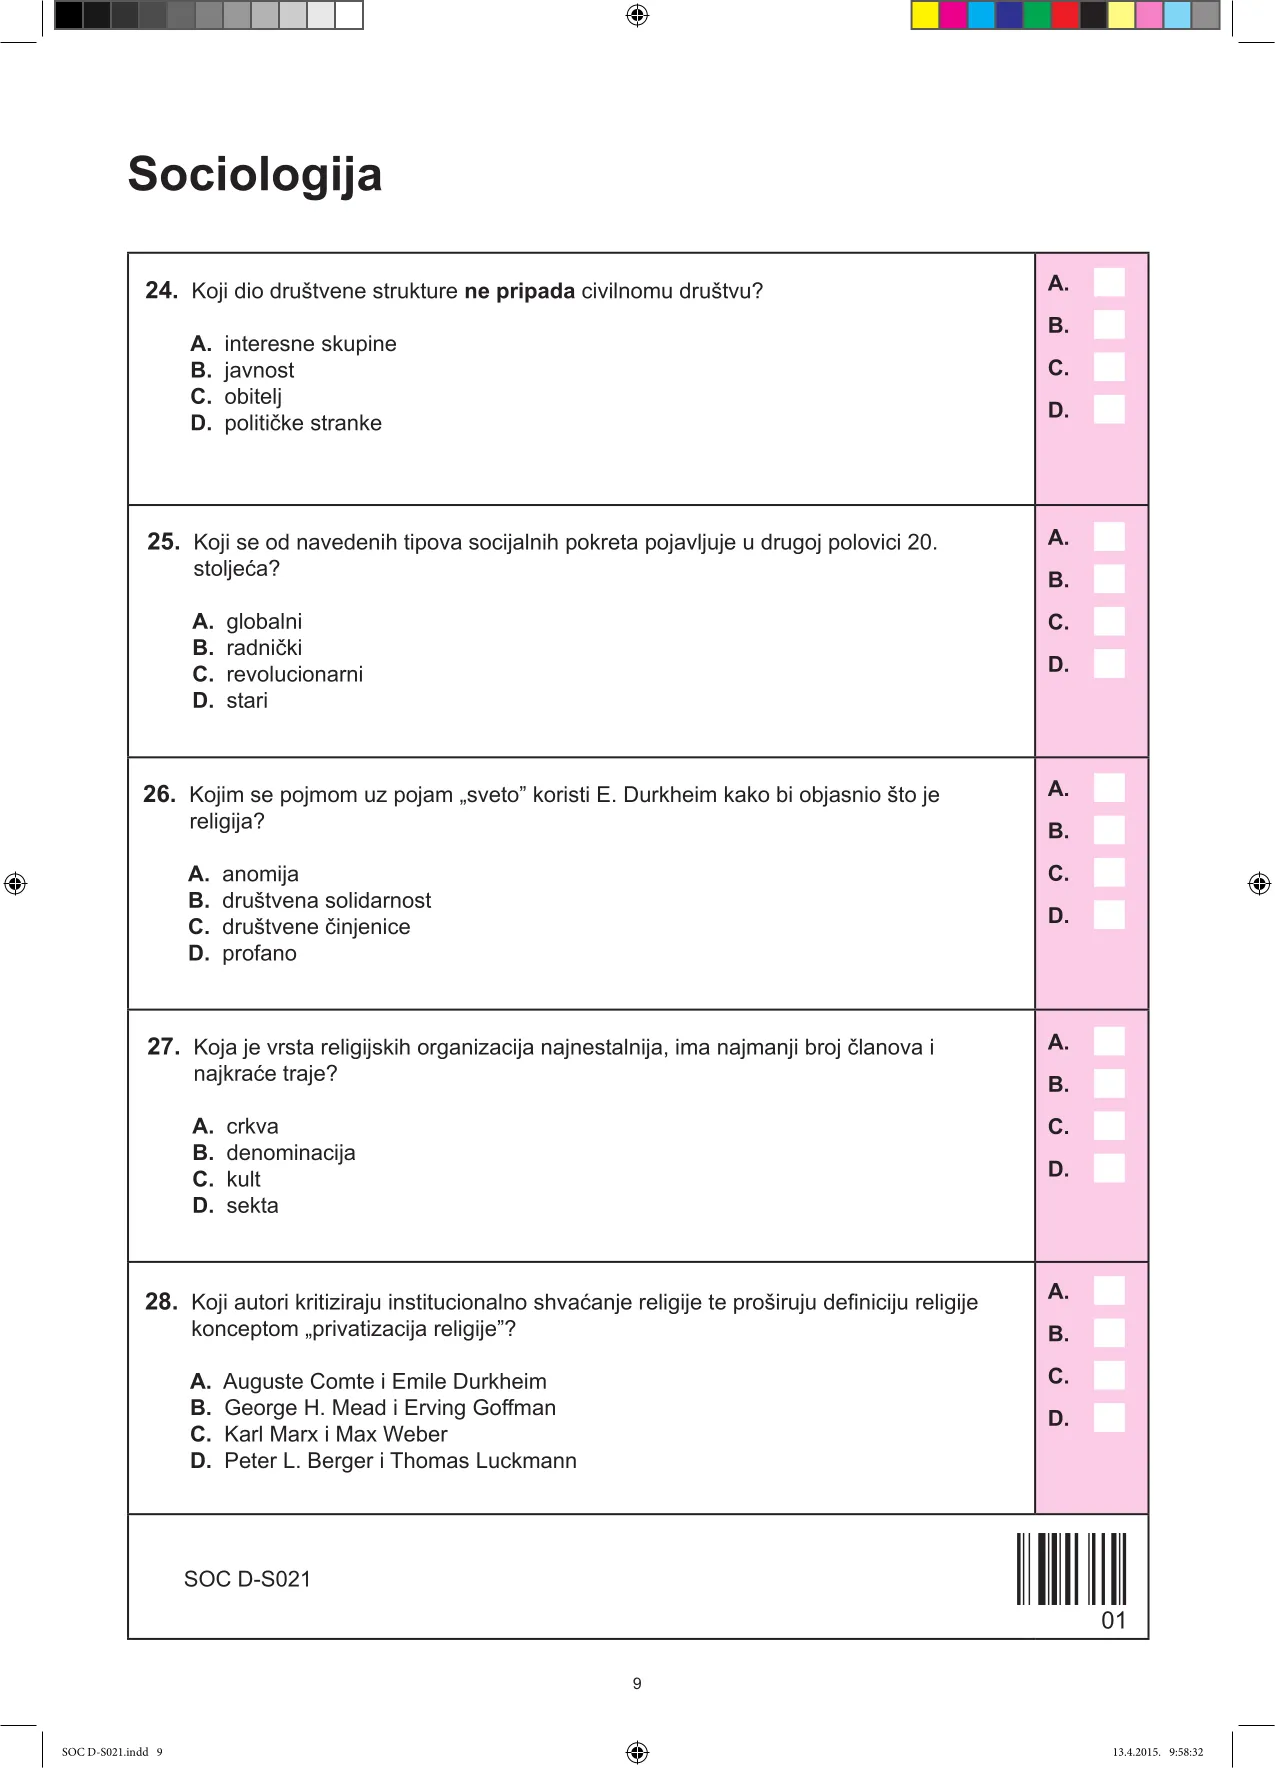 Sociologija
24. Koji dio društvene strukture ne pripada civilnomu društvu?
A. interesne skupine
B. javnost
C. obitelj
D. političke stranke
A.
B.
C.
D.
25. Koji se od navedenih tipova socijalnih pokreta pojavljuje u drugoj polovici 20.
stoljeća?
A. globalni
B. radnički
C. revolucionarni
D. stari
A.
B.
C.
D.
26. Kojim se pojmom uz pojam „sveto” koristi E. Durkheim kako bi objasnio što je
religija?
A. anomija
B. društvena solidarnost
C. društvene činjenice
D. profano
A.
B.
C.
D.
27. Koja je vrsta religijskih organizacija najnestalnija, ima najmanji broj članova i
najkraće traje?
A. crkva
B. denominacija
C. kult
D. sekta
A.
B.
C.
D.
28. Koji autori kritiziraju institucionalno shvaćanje religije te proširuju definiciju religije
konceptom „privatizacija religije”?
A. Auguste Comte i Emile Durkheim
B. George H. Mead i Erving Goffman
C. Karl Marx i Max Weber
D. Peter L. Berger i Thomas Luckmann
A.
B.
C.
D.
SOC D-S021
01
9
SOC D-S021.indd 9
13.4.2015. 9:58:32